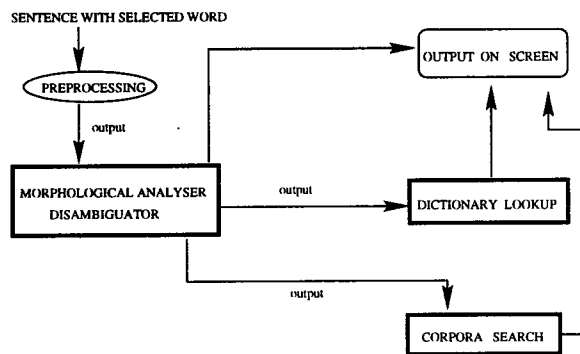 SENTENCE WITH SELECTED WORD
OUTPUT ON SCREEN
PREPROCESSING
output
MORPHOLOGICAL ANALYSER
DISAMBIGUATOR
output
DICTIONARY LOOKUP
output
CORPORA SEARCH